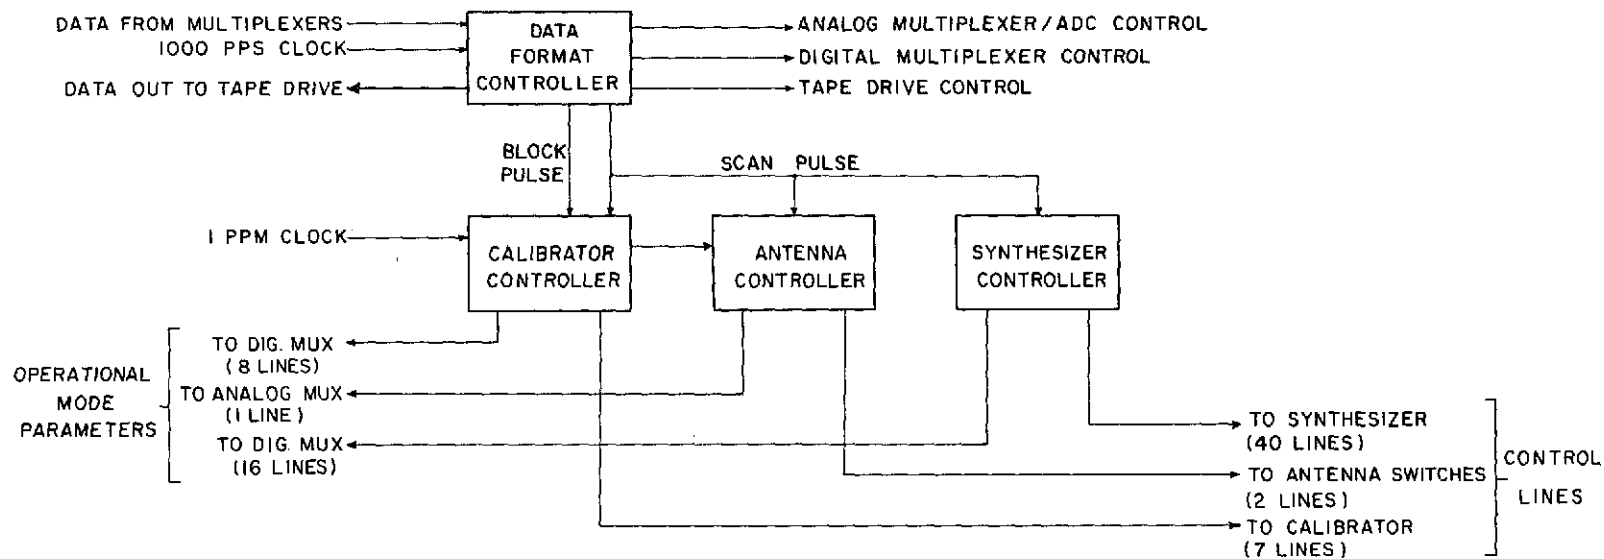 DATA FROM MULTIPLEXERS
1000 PPS CLOCK
DATA OUT TO TAPE DRIVE
DATA
FORMAT
CONTROLLER
ANALOG MULTIPLEXER/ADC CONTROL
DIGITAL MULTIPLEXER CONTROL
TAPE DRIVE CONTROL
BLOCK
PULSE
SCAN PULSE
1 PPM CLOCK
CALIBRATOR
CONTROLLER
ANTENNA
CONTROLLER
SYNTHESIZER
CONTROLLER
OPERATIONAL
MODE
PARAMETERS
TO DIG. MUX
(8 LINES)
TO ANALOG MUX
(1 LINE)
TO DIG. MUX
(16 LINES)
TO SYNTHESIZER
(40 LINES)
TO ANTENNA SWITCHES
(2 LINES)
TO CALIBRATOR
(7 LINES)
CONTROL
LINES